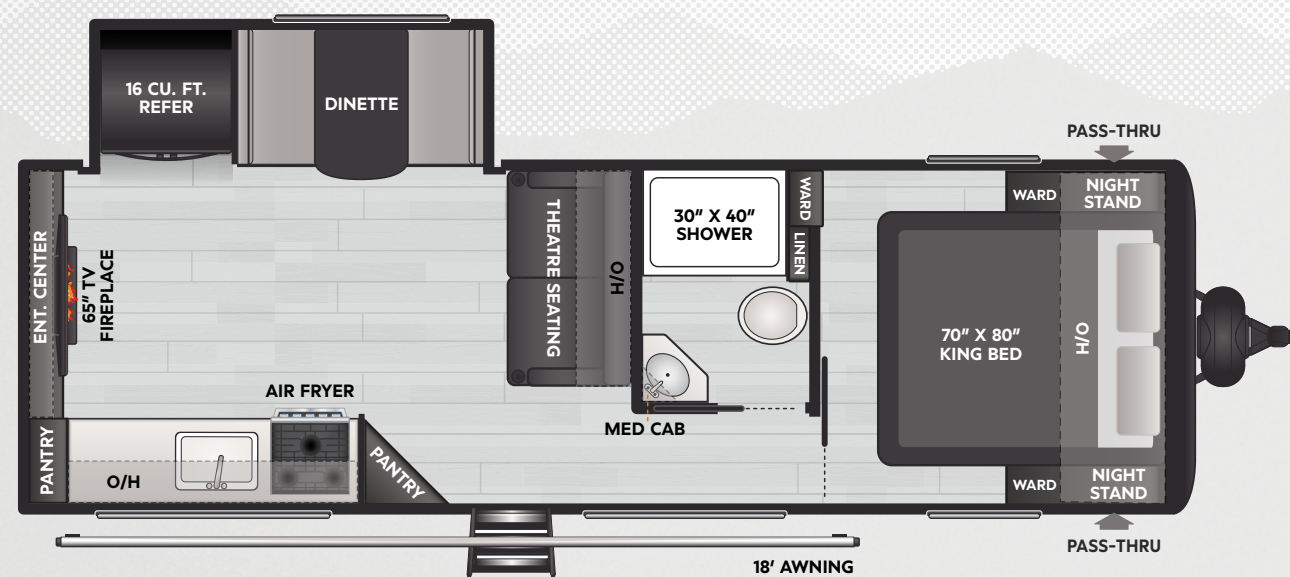 16 CU. FT.
REFER
DINETTE
PASS-THRU
WARD
NIGHT
STAND
WARD
LINEN
30" X 40"
SHOWER
THEATRE SEATING
O/H
ENT. CENTER
65" TV
FIREPLACE
70" X 80"
KING BED
O/H
AIR FRYER
MED CAB
PANTRY
O/H
PANTRY
WARD
NIGHT
STAND
PASS-THRU
18' AWNING